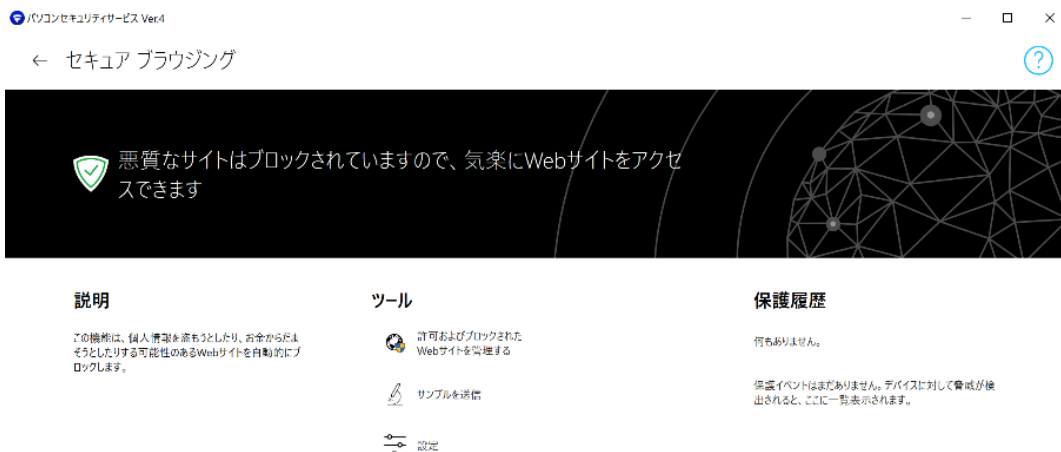 パソコンセキュリティサービス Ver.4
← セキュア ブラウジング
?
悪質なサイトはブロックされていますので、気楽にWebサイトをアクセ
スできます
説明
この機能は、個人情報を盗もうとしたり、お金からだま
そうとしたりする可能性のあるWebサイトを自動的にブ
ロックします。
ツール
許可およびブロックされた
Webサイトを管理する
サンプルを送信
設定
保護履歴
何もありません。
保護イベントはまだありません。デバイスに対して脅威が検
出されると、ここに一覧表示されます。